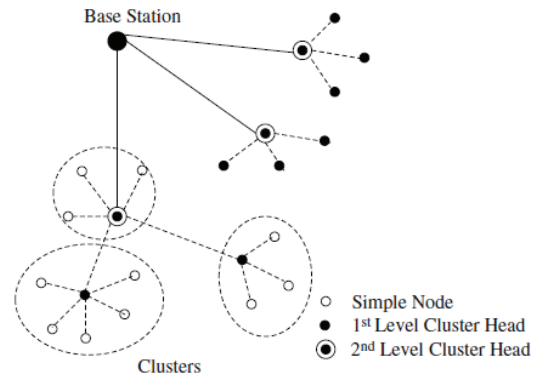 Base Station
Simple Node
1st Level Cluster Head
2nd Level Cluster Head
Clusters